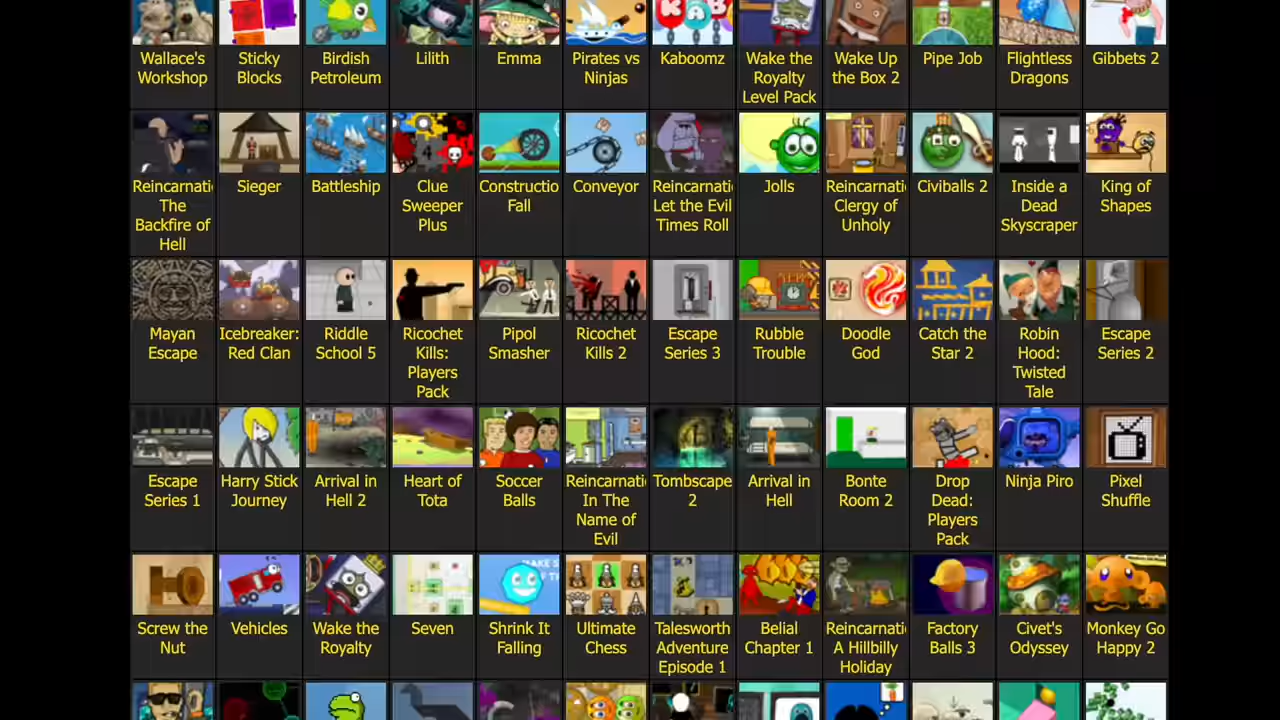 Wallace's
Workshop
Sticky
Blocks
Birdish
Petroleum
Lilith
Emma
Pirates vs
Ninjas
Kaboomz
Wake the
Royalty
Level Pack
Wake Up
the Box 2
Pipe Job
Flightless
Dragons
Gibbets 2
Reincarnati
The
Backfire of
Hell
Sieger
Battleship
Clue
Sweeper
Plus
Constructio
Fall
Conveyor
Reincarnati
Let the Evil
Times Roll
Jolls
Reincarnati
Clergy of
Unholy
Civiballs 2
Inside a
Dead
Skyscraper
King of
Shapes
Mayan
Escape
Icebreaker:
Red Clan
Riddle
School 5
Ricochet
Kills:
Players
Pack
Pipol
Smasher
Ricochet
Kills 2
Escape
Series 3
Rubble
Trouble
Doodle
God
Catch the
Star 2
Robin
Hood:
Twisted
Tale
Escape
Series 2
Escape
Series 1
Harry Stick
Journey
Arrival in
Hell 2
Heart of
Tota
Soccer
Balls
Reincarnati
In The
Name of
Evil
Tombscape
2
Arrival in
Hell
Bonte
Room 2
Drop
Dead:
Players
Pack
Ninja Piro
Pixel
Shuffle
Screw the
Nut
Vehicles
Wake the
Royalty
Seven
Shrink It
Falling
Ultimate
Chess
Talesworth
Adventure
Episode 1
Belial
Chapter 1
Reincarnati
A Hillbilly
Holiday
Factory
Balls 3
Civet's
Odyssey
Monkey Go
Happy 2